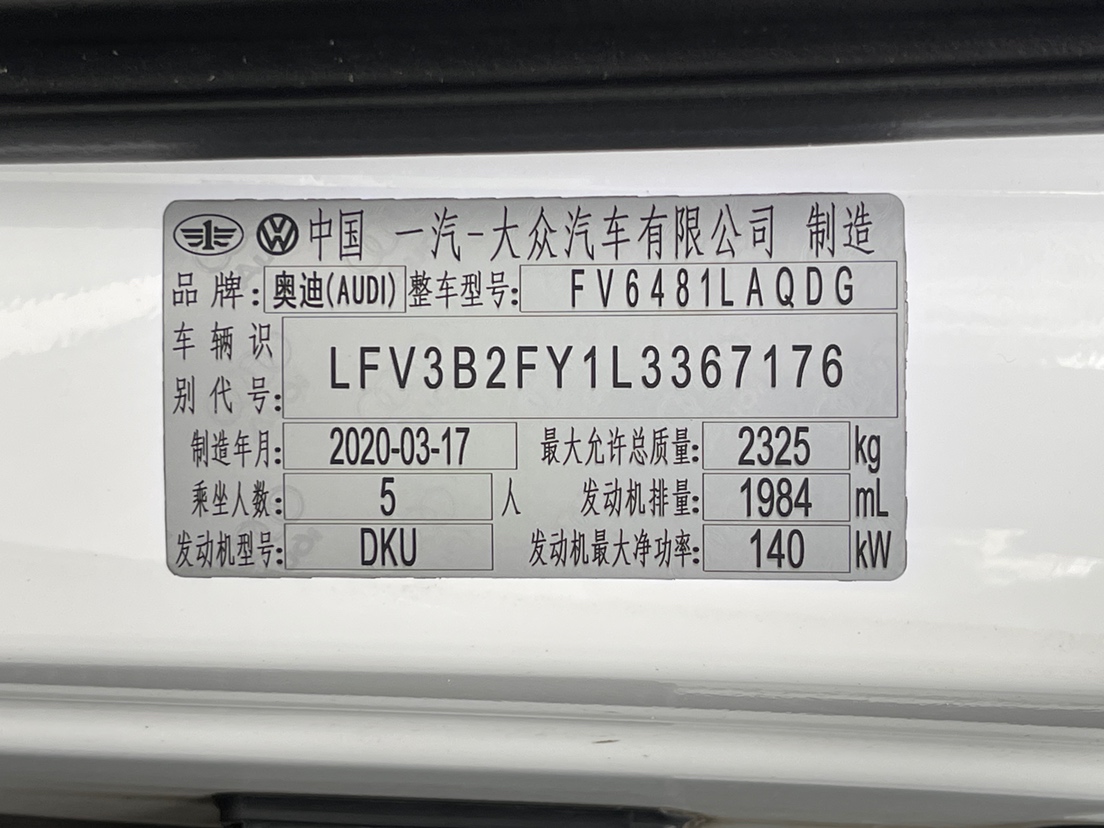 中国 一汽-大众汽车有限公司 制造
品牌: 奥迪(AUDI) 整车型号: FV6481LAQDG
车辆识
别代号: LFV3B2FY1L3367176
制造年月: 2020-03-17 最大允许总质量: 2325 kg
乘坐人数: 5 人 发动机排量: 1984 mL
发动机型号: DKU 发动机最大净功率: 140 kW